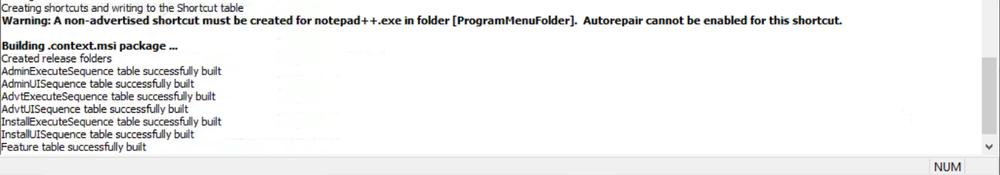 Creating shortcuts and writing to the Shortcut table
Warning: A non-advertised shortcut must be created for notepad++.exe in folder [ProgramMenuFolder].  Autorepair cannot be enabled for this shortcut.
Building .context.msi package ...
Created release folders
AdminExecuteSequence table successfully built
AdminUISequence table successfully built
AdvtExecuteSequence table successfully built
AdvtUISequence table successfully built
InstallExecuteSequence table successfully built
InstallUISequence table successfully built
Feature table successfully built
NUM